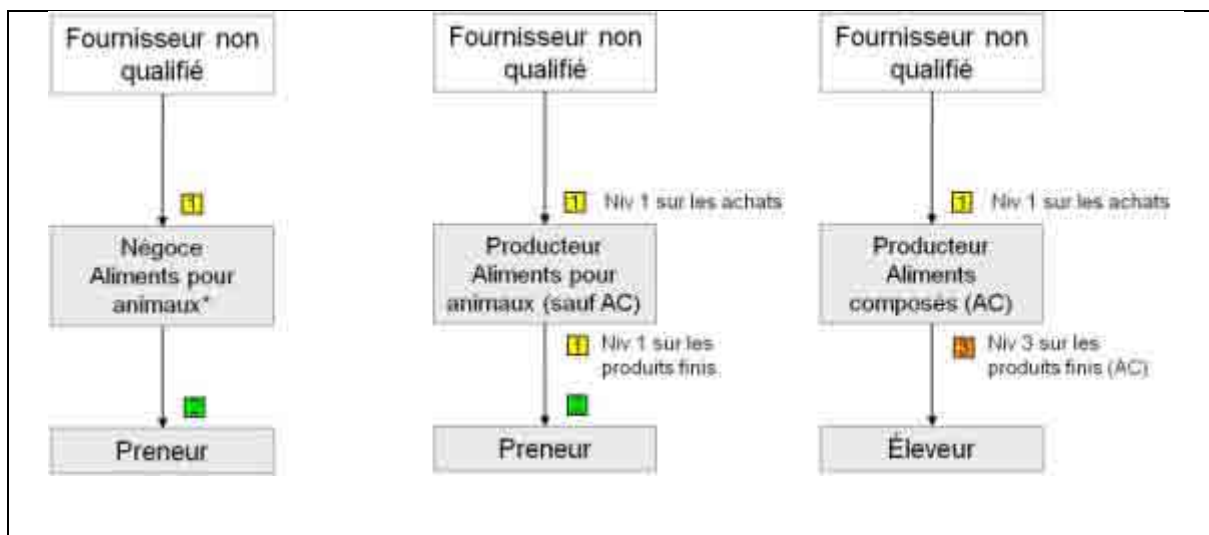 Fournisseur non
qualifié
1
Négoce
Aliments pour
animaux*
2
Preneur
Fournisseur non
qualifié
1 Niv 1 sur les achats
Producteur
Aliments pour
animaux (sauf AC)
1 Niv 1 sur les
produits finis
2
Preneur
Fournisseur non
qualifié
1 Niv 1 sur les achats
Producteur
Aliments
composés (AC)
3 Niv 3 sur les
produits finis (AC)
Éleveur